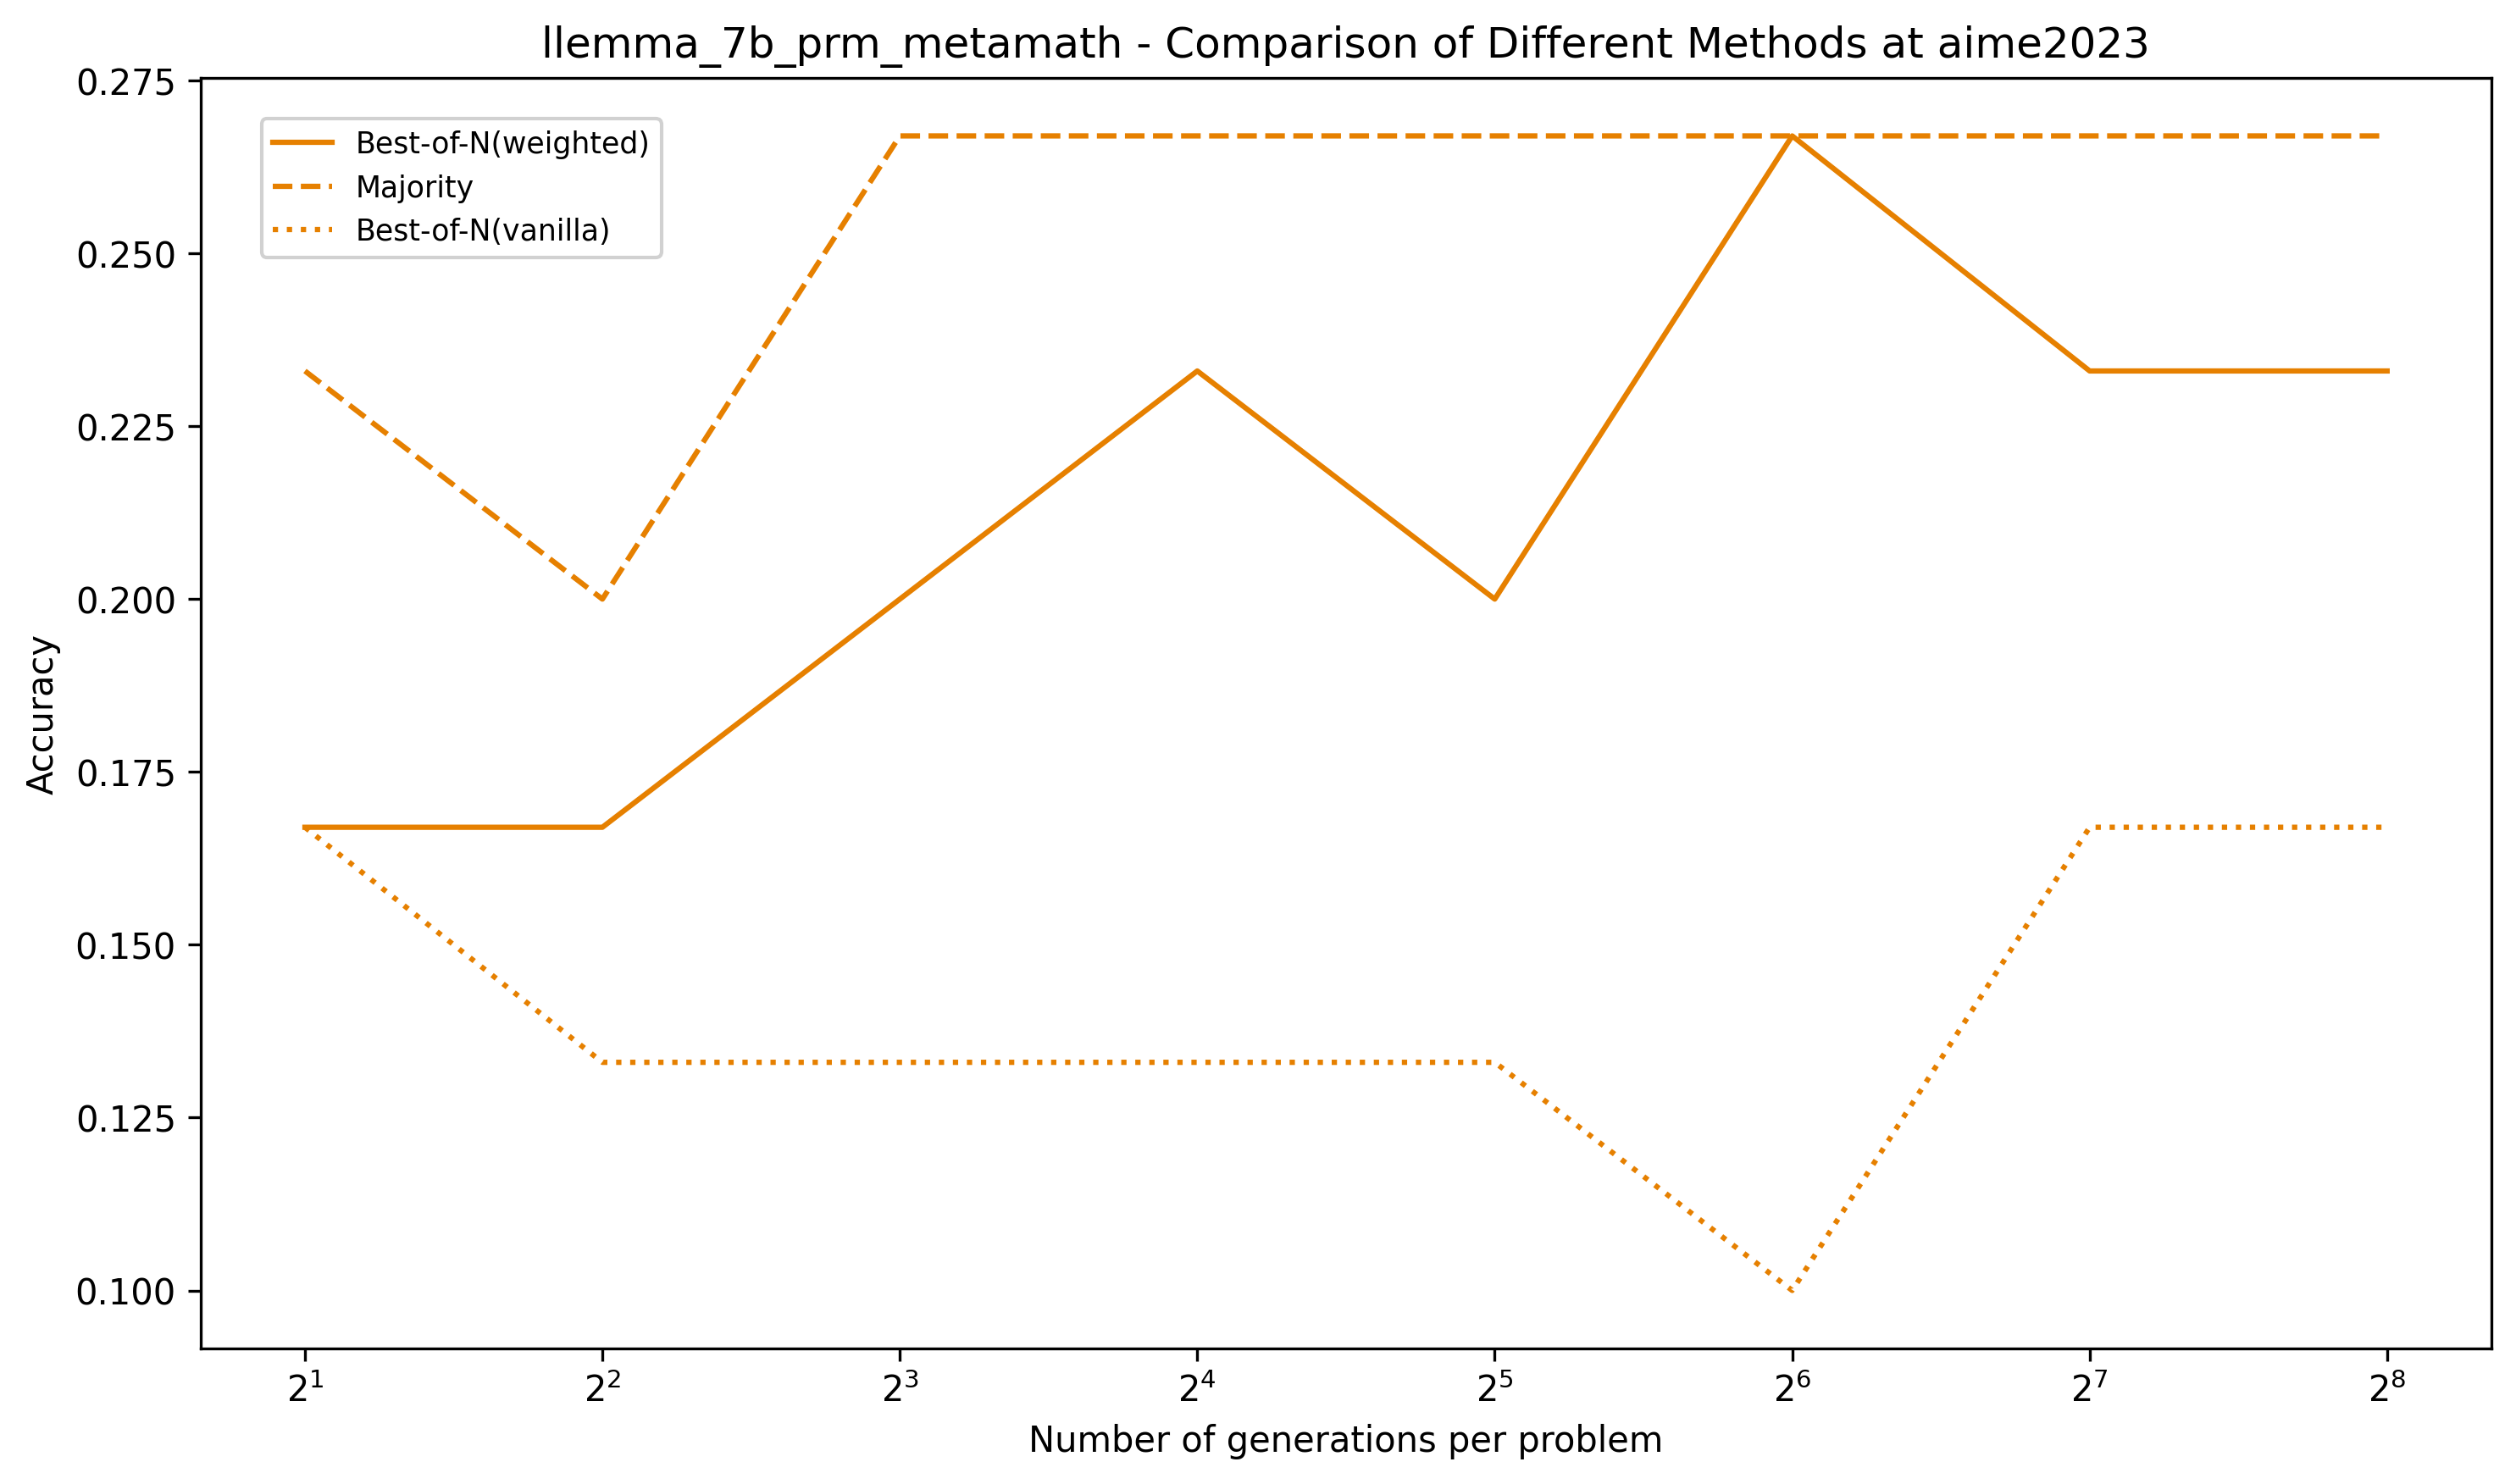 llemma_7b_prm_metamath - Comparison of Different Methods at aime2023
Best-of-N(weighted)
Majority
Best-of-N(vanilla)
Accuracy
0.275
0.250
0.225
0.200
0.175
0.150
0.125
0.100
2¹ 2² 2³ 2⁴ 2⁵ 2⁶ 2⁷ 2⁸
Number of generations per problem